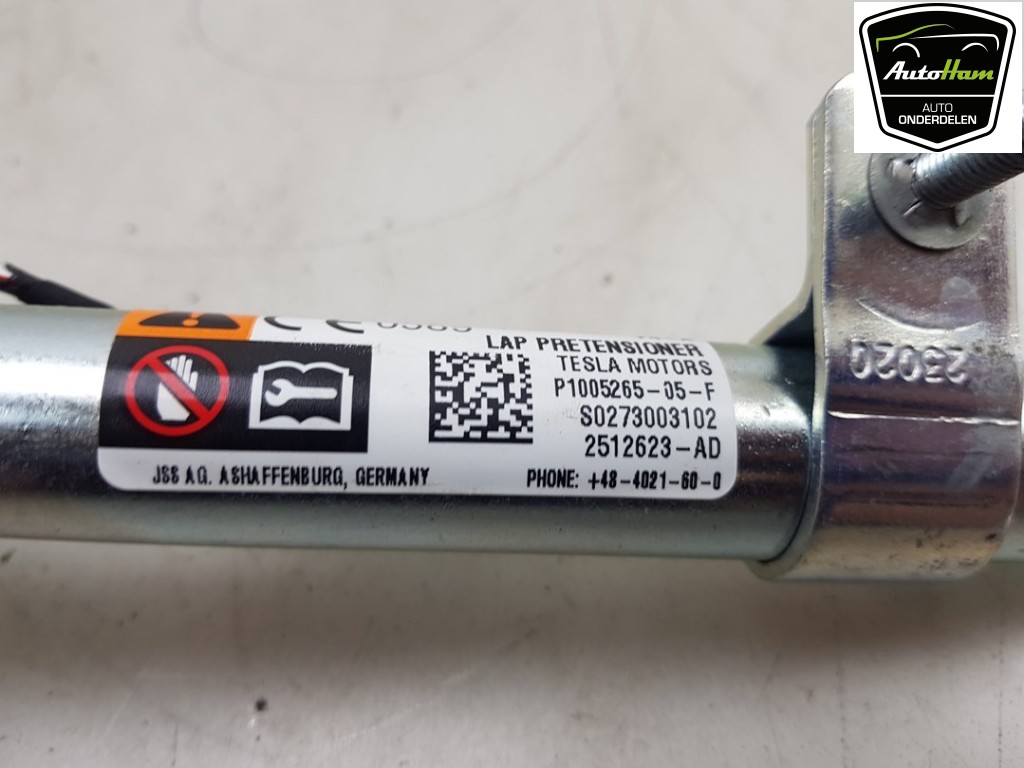 AutoHam
AUTO
ONDERDELEN
LAP PRETENSIONER
TESLA MOTORS
P1005265-05-F
S0273003102
2512623-AD
JSS AG. ASHAFFENBURG, GERMANY
PHONE: +48-4021-60-0
23020